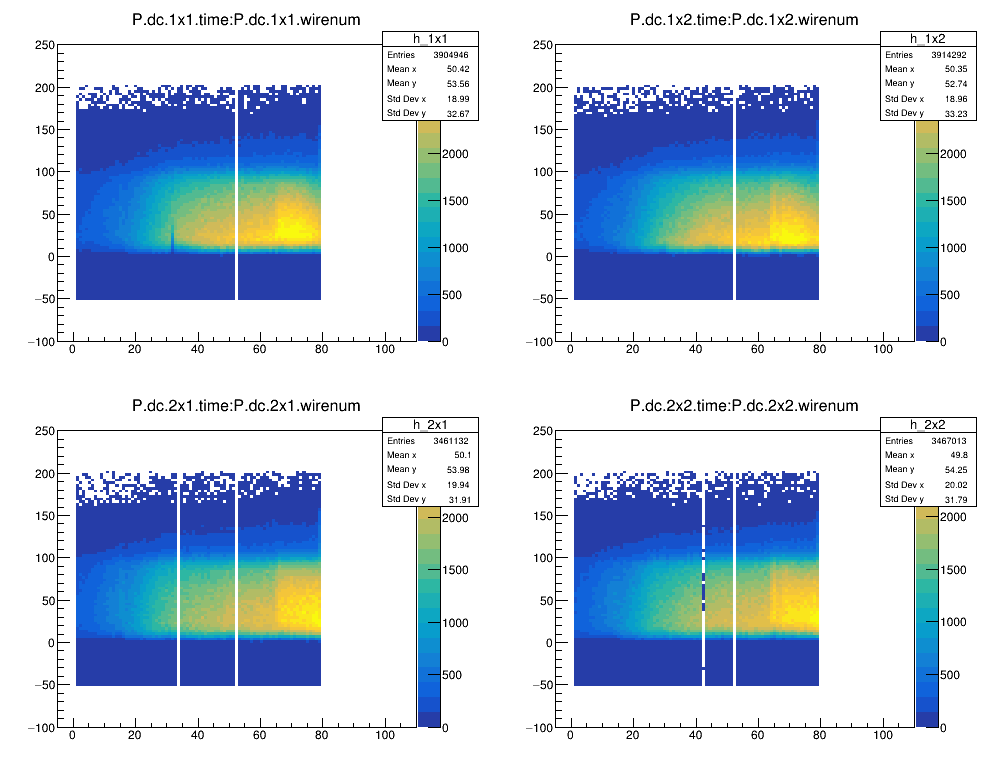 P.dc.1x1.time:P.dc.1x1.wirenum
h_1x1
Entries 3904946
Mean x 50.42
Mean y 53.56
Std Dev x 18.99
Std Dev y 32.67
250
200
150
100
50
0
−50
−100
0 20 40 60 80 100
2000
1500
1000
500
0
P.dc.1x2.time:P.dc.1x2.wirenum
h_1x2
Entries 3914292
Mean x 50.35
Mean y 52.74
Std Dev x 18.96
Std Dev y 33.23
250
200
150
100
50
0
−50
−100
0 20 40 60 80 100
2000
1500
1000
500
0
P.dc.2x1.time:P.dc.2x1.wirenum
h_2x1
Entries 3461132
Mean x 50.1
Mean y 53.98
Std Dev x 19.94
Std Dev y 31.91
250
200
150
100
50
0
−50
−100
0 20 40 60 80 100
2000
1500
1000
500
0
P.dc.2x2.time:P.dc.2x2.wirenum
h_2x2
Entries 3467013
Mean x 49.8
Mean y 54.25
Std Dev x 20.02
Std Dev y 31.79
250
200
150
100
50
0
−50
−100
0 20 40 60 80 100
2000
1500
1000
500
0